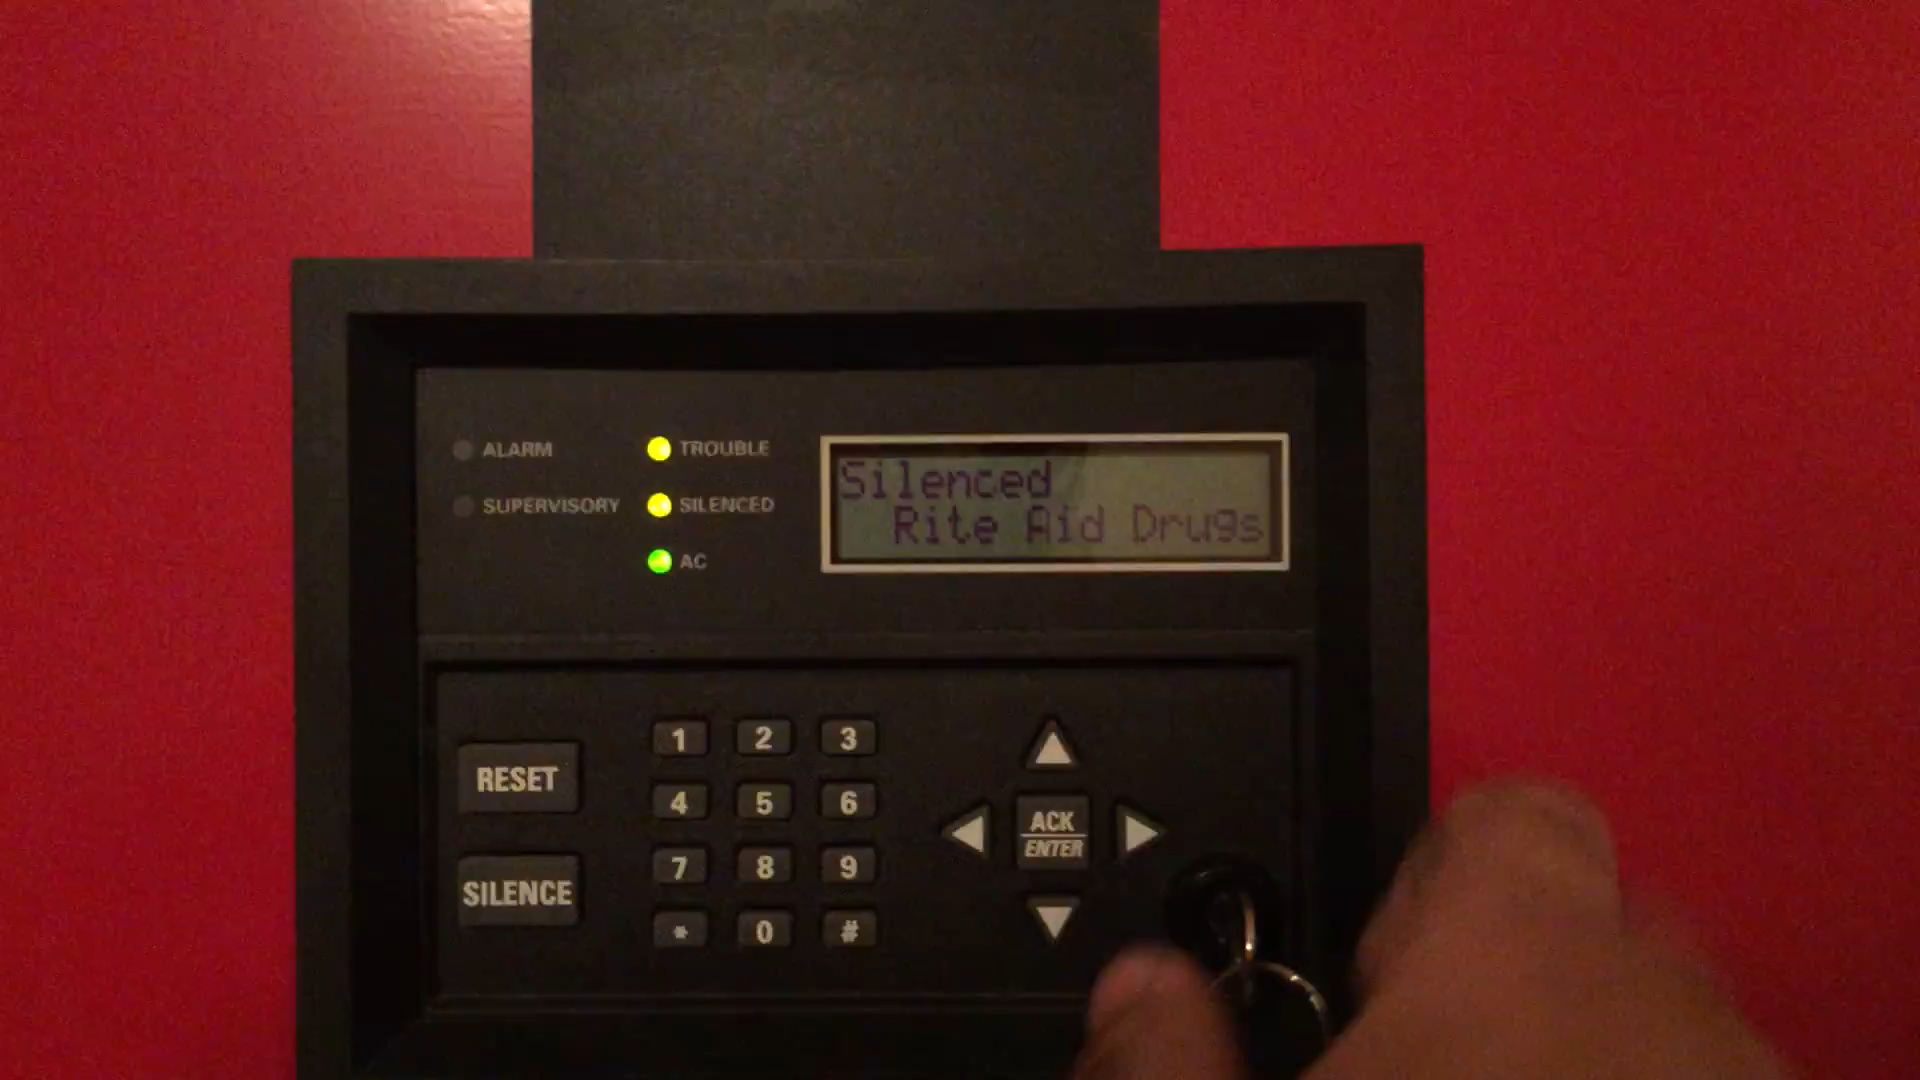 ALARM
SUPERVISORY
TROUBLE
SILENCED
AC
Silenced
Rite Aid Drugs
RESET
SILENCE
1 2 3
4 5 6
7 8 9
* 0 #
ACK
ENTER